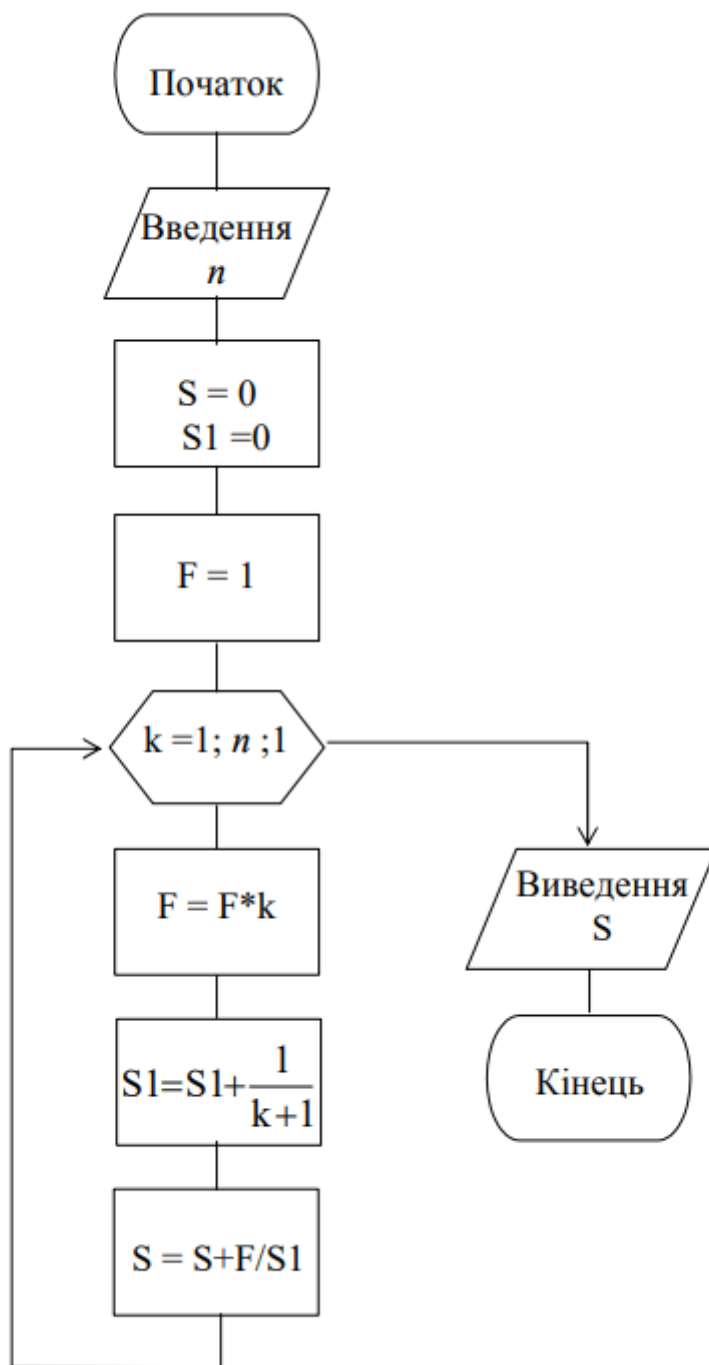 Початок
Введення
n
S = 0
S1 =0
F = 1
k =1; n ;1
F = F*k
S1=S1+1/(k+1)
S = S+F/S1
Виведення
S
Кінець